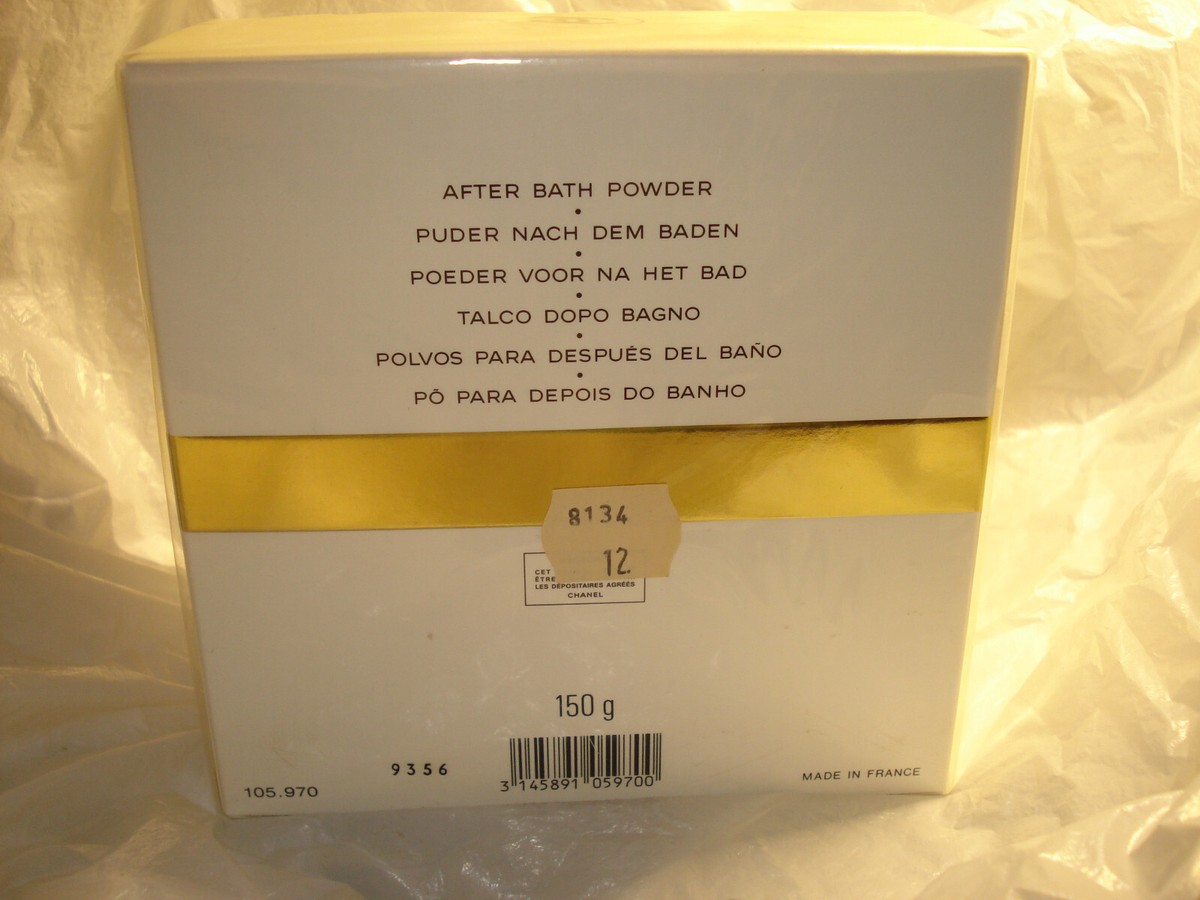 AFTER BATH POWDER
•
PUDER NACH DEM BADEN
•
POEDER VOOR NA HET BAD
•
TALCO DOPO BAGNO
•
POLVOS PARA DESPUÉS DEL BAÑO
•
PÓ PARA DEPOIS DO BANHO
8134
12.
CET
ÊTRE
LES DÉPOSITAIRES AGRÉÉS
CHANEL
150 g
9356
3 145891 059700
105.970
MADE IN FRANCE